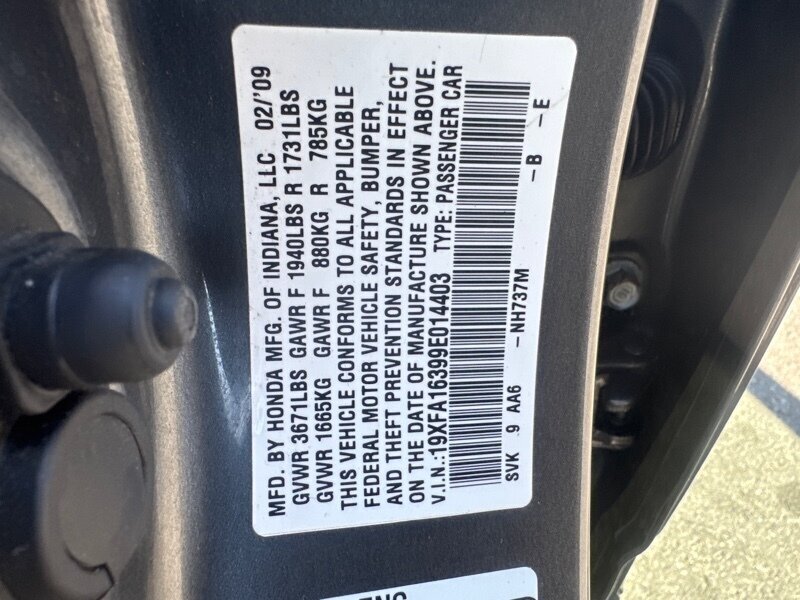 MFD. BY HONDA MFG. OF INDIANA, LLC 02/'09
GVWR 3671LBS GAWR F 1940LBS R 1731LBS
GVWR 1665KG GAWR F 880KG R 785KG
THIS VEHICLE CONFORMS TO ALL APPLICABLE
FEDERAL MOTOR VEHICLE SAFETY, BUMPER,
AND THEFT PREVENTION STANDARDS IN EFFECT
ON THE DATE OF MANUFACTURE SHOWN ABOVE.
V.I.N.:19XFA16399E014403 TYPE: PASSENGER CAR
SVK 9 AA6 -NH737M -B -E